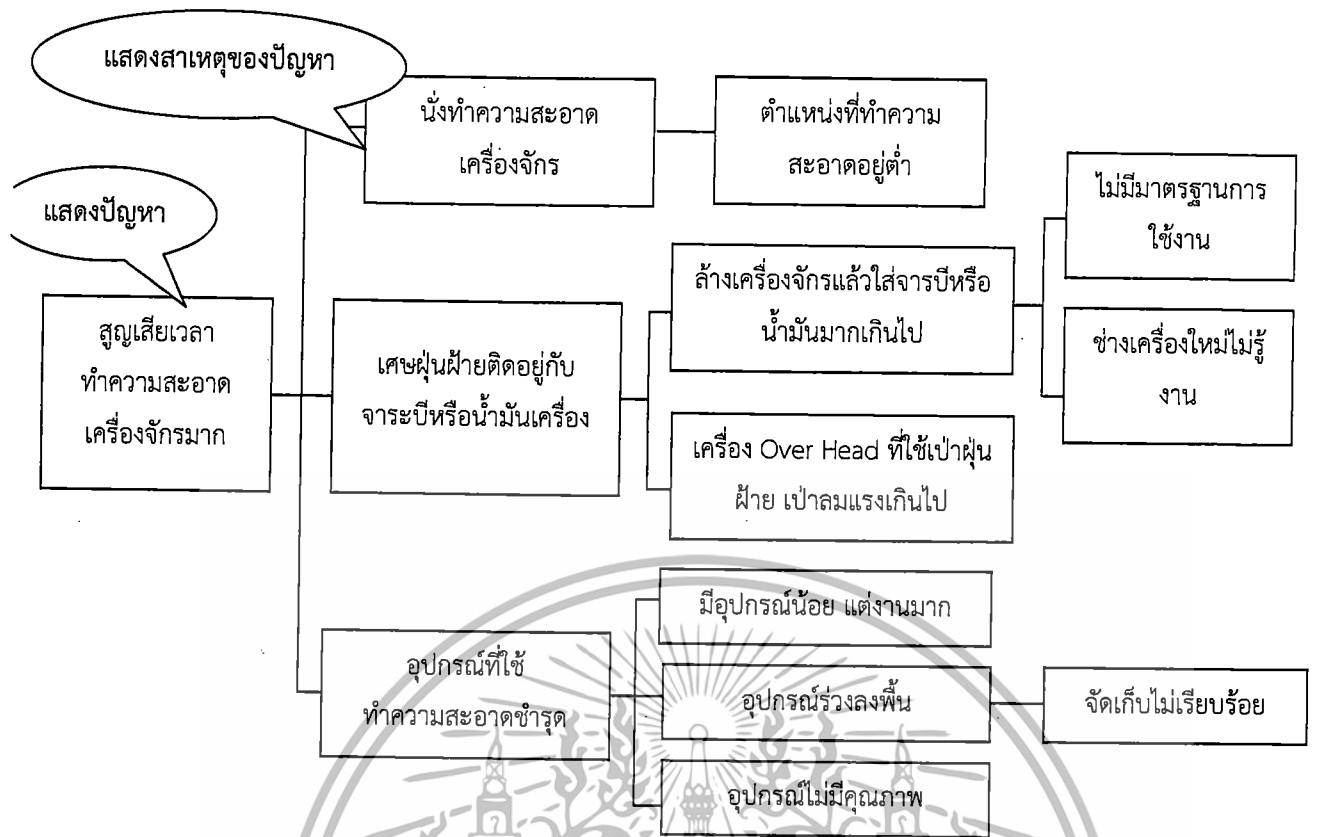 แสดงสาเหตุของปัญหา
นั่งทำความสะอาด
เครื่องจักร
ตำแหน่งที่ทำความ
สะอาดอยู่ต่ำ
แสดงปัญหา
สูญเสียเวลา
ทำความสะอาด
เครื่องจักรมาก
เศษฝุ่นฝ้ายติดอยู่กับ
จาระบีหรือน้ำมันเครื่อง
ล้างเครื่องจักรแล้วใส่จารบีหรือ
น้ำมันมากเกินไป
ไม่มีมาตรฐานการ
ใช้งาน
ช่างเครื่องใหม่ไม่รู้
งาน
เครื่อง Over Head ที่ใช้เป่าฝุ่น
ฝ้าย เป่าลมแรงเกินไป
อุปกรณ์ที่ใช้
ทำความสะอาดชำรุด
มีอุปกรณ์น้อย แต่งานมาก
อุปกรณ์ร่วงลงพื้น
จัดเก็บไม่เรียบร้อย
อุปกรณ์ไม่มีคุณภาพ